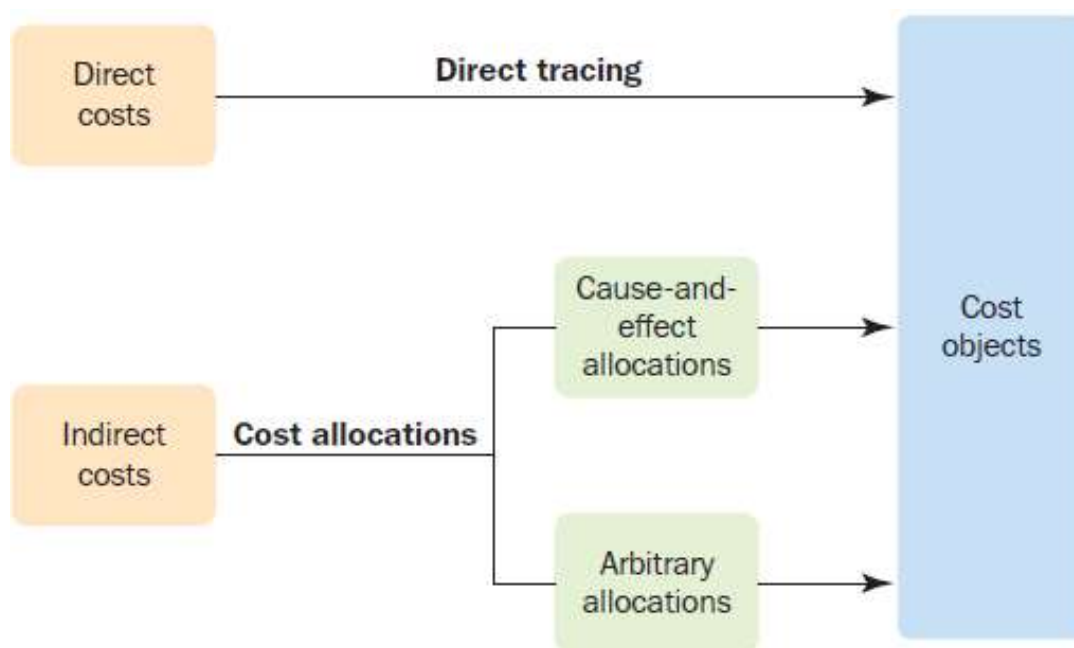 Direct
costs
Direct tracing
Cause-and-
effect
allocations
Cost
objects
Indirect
costs
Cost allocations
Arbitrary
allocations